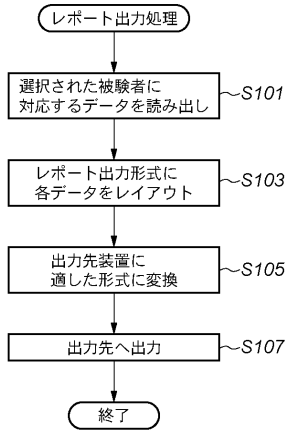 レポート出力処理
選択された被験者に
対応するデータを読み出し
S101
レポート出力形式に
各データをレイアウト
S103
出力先装置に
適した形式に変換
S105
出力先へ出力
S107
終了